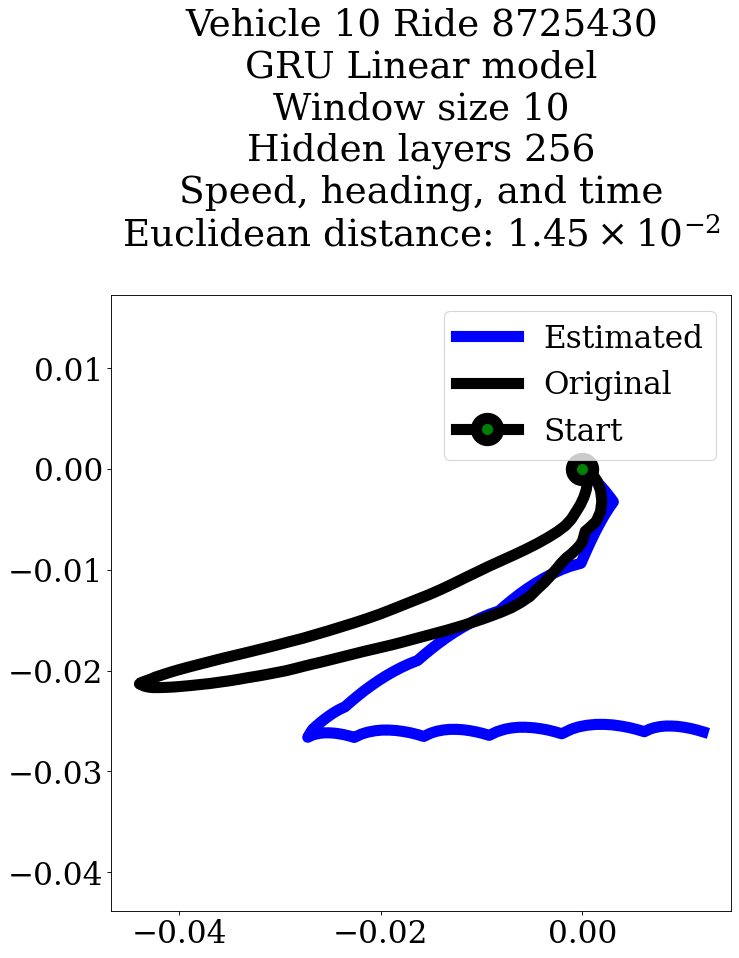 Vehicle 10 Ride 8725430
GRU Linear model
Window size 10
Hidden layers 256
Speed, heading, and time
Euclidean distance: 1.45 × 10⁻²
Estimated
Original
Start
0.01
0.00
−0.01
−0.02
−0.03
−0.04
−0.04
−0.02
0.00